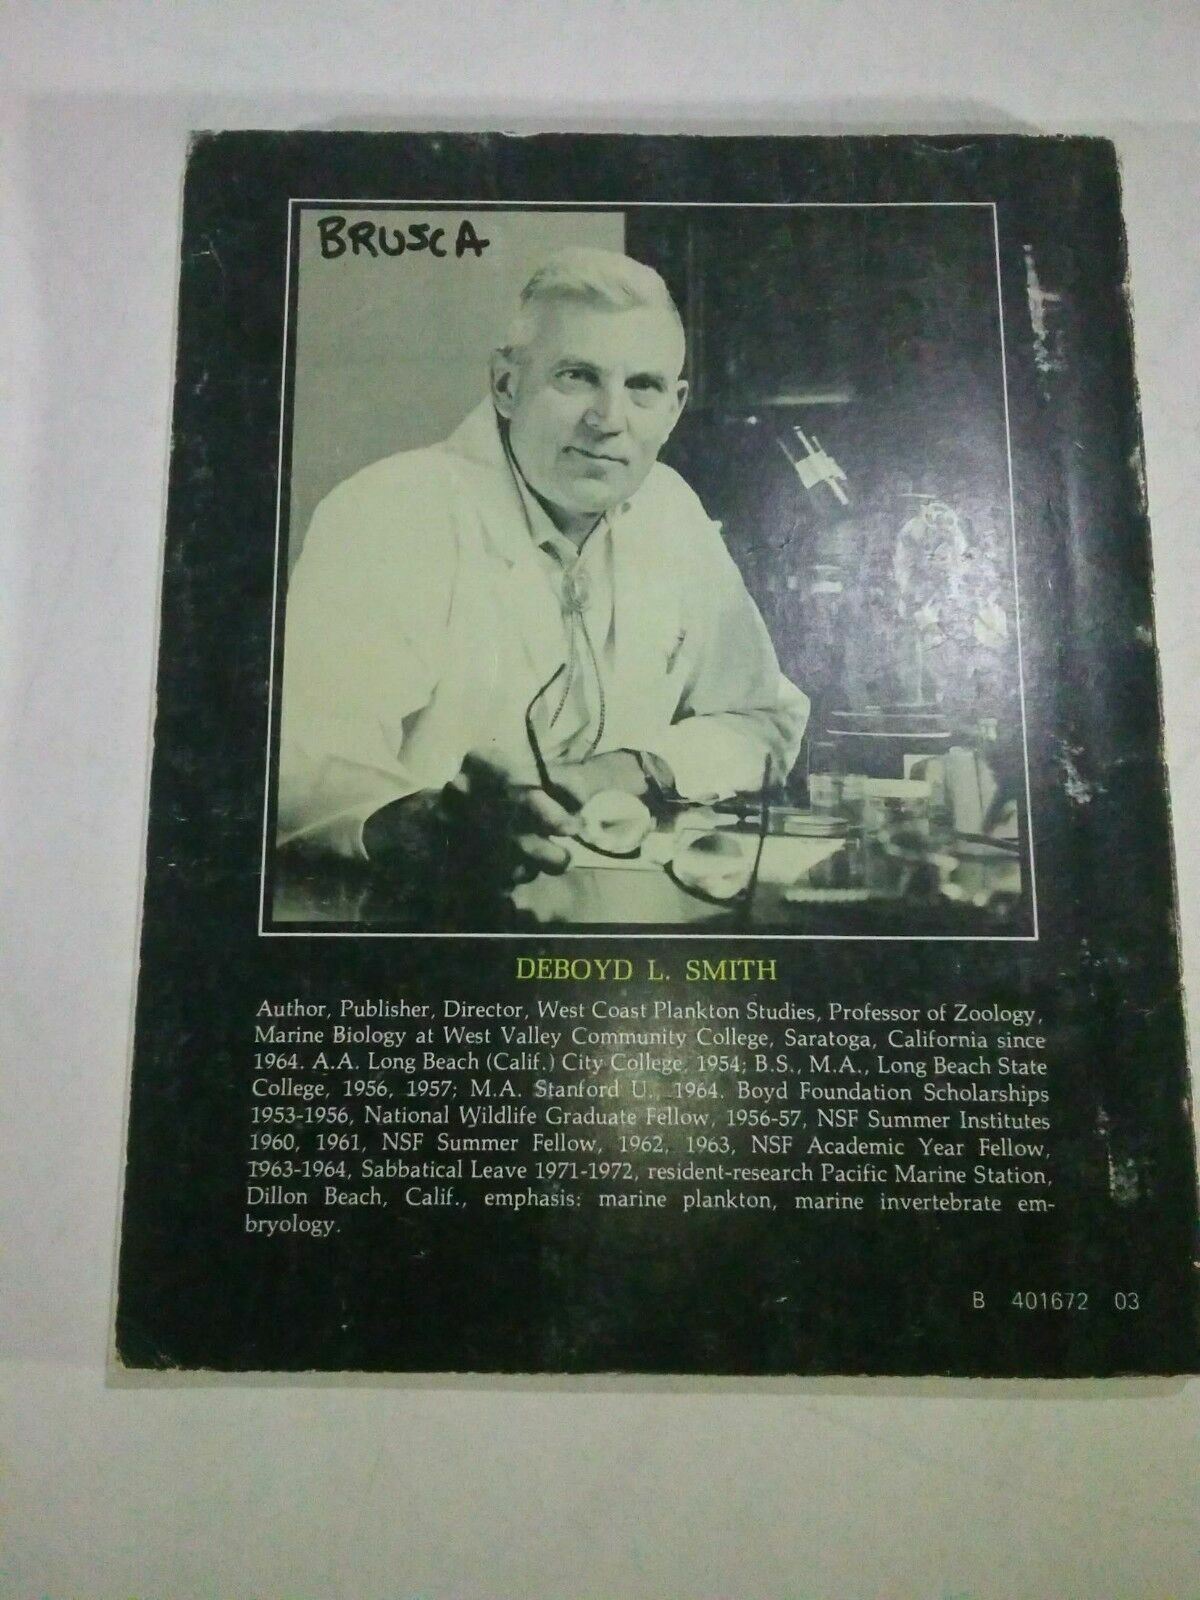 BRUSCA
DEBOYD L. SMITH
Author, Publisher, Director, West Coast Plankton Studies, Professor of Zoology,
Marine Biology at West Valley Community College, Saratoga, California since
1964. A.A. Long Beach (Calif.) City College, 1954; B.S., M.A., Long Beach State
College, 1956, 1957; M.A. Stanford U., 1964. Boyd Foundation Scholarships
1953-1956, National Wildlife Graduate Fellow, 1956-57, NSF Summer Institutes
1960, 1961, NSF Summer Fellow, 1962, 1963, NSF Academic Year Fellow,
1963-1964, Sabbatical Leave 1971-1972, resident-research Pacific Marine Station,
Dillon Beach, Calif., emphasis: marine plankton, marine invertebrate em-
bryology.
B 401672 03